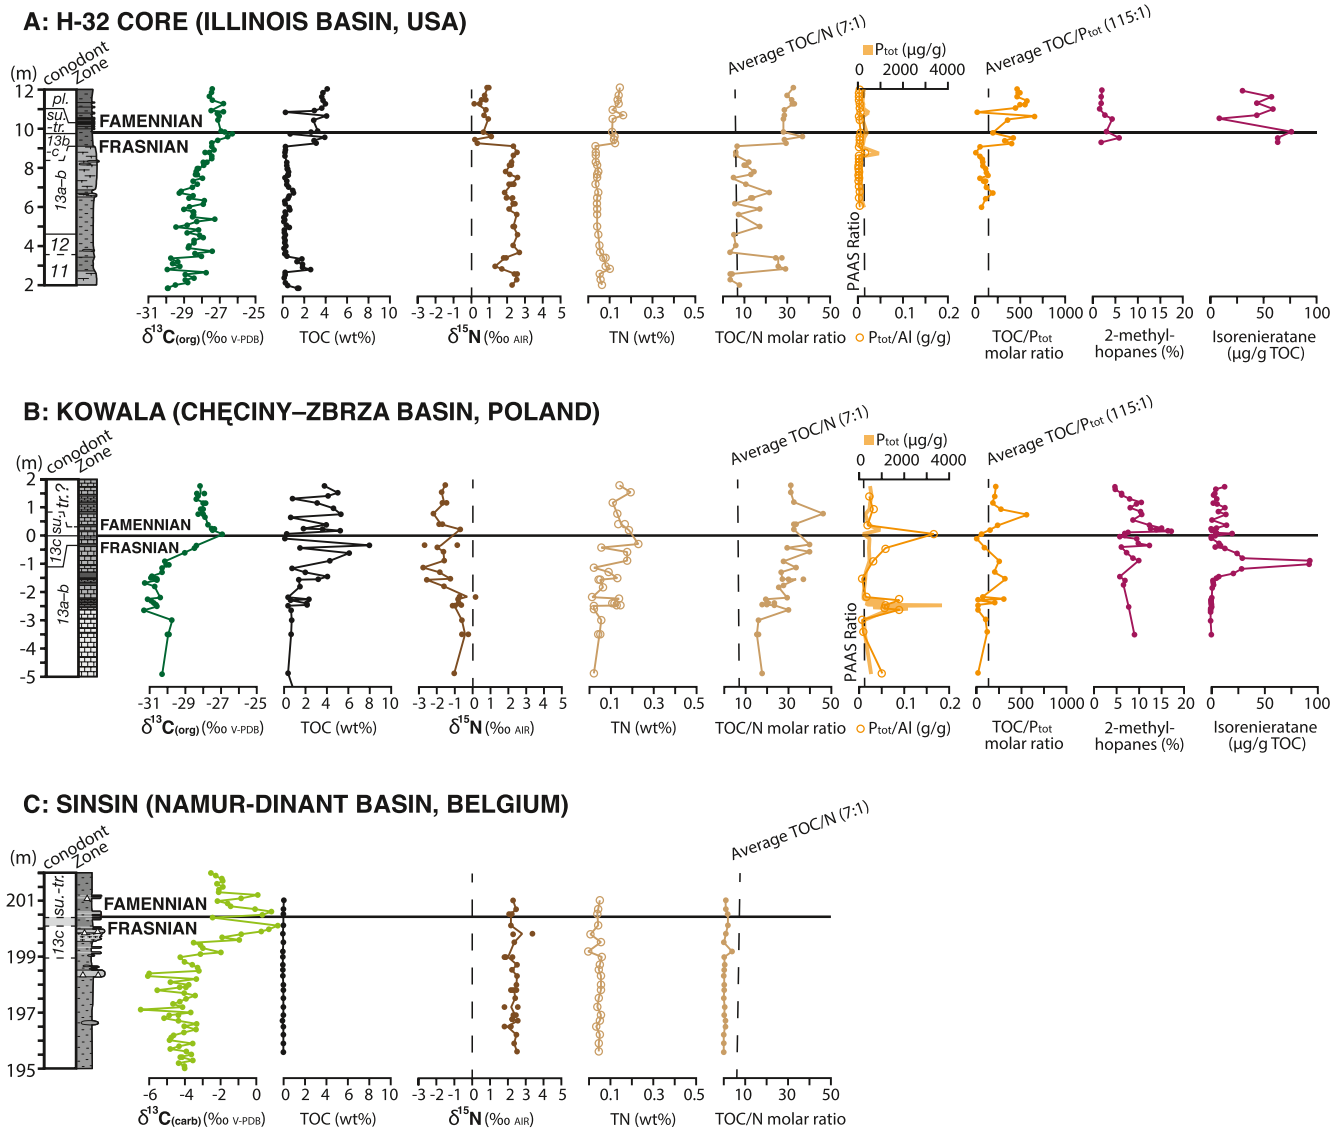 A: H-32 CORE (ILLINOIS BASIN, USA)
Average TOC/N (7:1)
Average TOC/Ptot (115:1)
Ptot (µg/g)
0 2000 4000
(m)
conodont
Zone
12
10
8
6
4
2
pl.
su.
-tr.
13b
-c
13a–b
12
11
FAMENNIAN
FRASNIAN
PAAS Ratio
-31 -29 -27 -25
δ13C(org) (‰ V-PDB)
0 2 4 6 8 10
TOC (wt%)
-3 -2 -1 0 1 2 3 4 5
δ15N (‰ AIR)
0 0.1 0.3 0.5
TN (wt%)
0 10 20 30 40 50
TOC/N molar ratio
0 0.1 0.2
Ptot/Al (g/g)
0 500 1000
TOC/Ptot
molar ratio
0 5 10 15 20
2-methyl-
hopanes (%)
0 50 100
Isorenieratane
(µg/g TOC)
B: KOWALA (CHĘCINY–ZBRZA BASIN, POLAND)
Average TOC/N (7:1)
Average TOC/Ptot (115:1)
Ptot (µg/g)
0 2000 4000
(m)
conodont
Zone
2
1
0
-1
-2
-3
-4
-5
tr.?
su.
13c
13a–b
FAMENNIAN
FRASNIAN
PAAS Ratio
-31 -29 -27 -25
δ13C(org) (‰ V-PDB)
0 2 4 6 8 10
TOC (wt%)
-3 -2 -1 0 1 2 3 4 5
δ15N (‰ AIR)
0 0.1 0.3 0.5
TN (wt%)
0 10 20 30 40 50
TOC/N molar ratio
0 0.1 0.2
Ptot/Al (g/g)
0 500 1000
TOC/Ptot
molar ratio
0 5 10 15 20
2-methyl-
hopanes (%)
0 50 100
Isorenieratane
(µg/g TOC)
C: SINSIN (NAMUR-DINANT BASIN, BELGIUM)
Average TOC/N (7:1)
(m)
conodont
Zone
201
199
197
195
su.-tr.
13c
FAMENNIAN
FRASNIAN
-6 -4 -2 0
δ13C(carb) (‰ V-PDB)
0 2 4 6 8 10
TOC (wt%)
-3 -2 -1 0 1 2 3 4 5
δ15N (‰ AIR)
0 0.1 0.3 0.5
TN (wt%)
0 10 20 30 40 50
TOC/N molar ratio